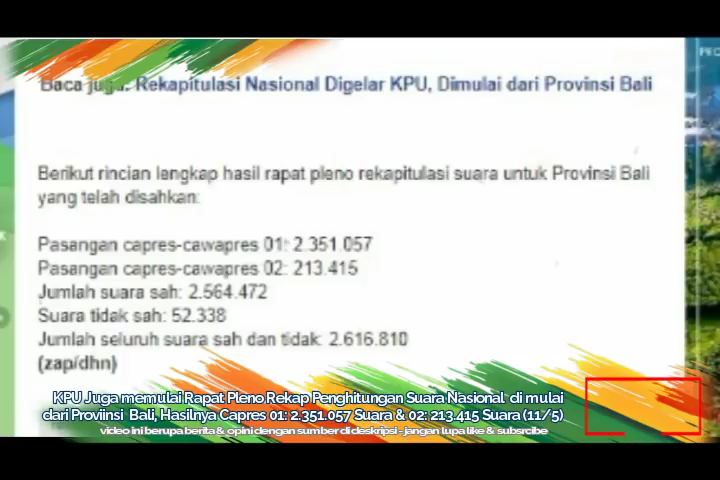 Baca juga: Rekapitulasi Nasional Digelar KPU, Dimulai dari Provinsi Bali
PEC
Berikut rincian lengkap hasil rapat pleno rekapitulasi suara untuk Provinsi Bali
yang telah disahkan:
Pasangan capres-cawapres 01: 2.351.057
Pasangan capres-cawapres 02: 213.415
Jumlah suara sah: 2.564.472
Suara tidak sah: 52.338
Jumlah seluruh suara sah dan tidak: 2.616.810
(zap/dhn)
KPU Juga memulai Rapat Pleno Rekap Penghitungan Suara Nasional di mulai
dari Proviinsi Bali, Hasilnya Capres 01: 2.351.057 Suara & 02: 213.415 Suara (11/5)
video ini berupa berita & opini dengan sumber di deskripsi - jangan lupa like & subsrcibe